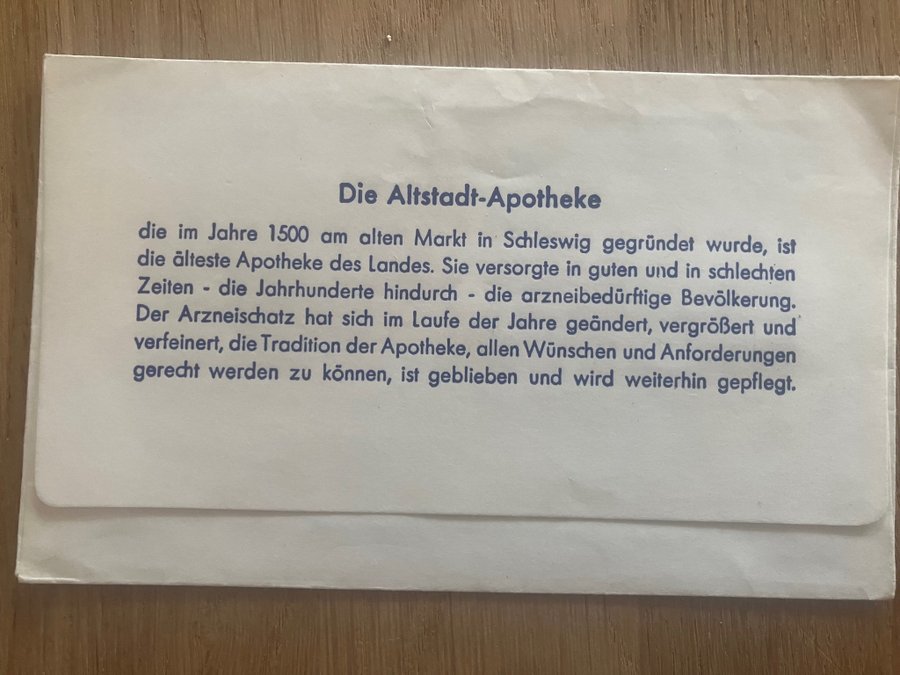 Die Altstadt-Apotheke
die im Jahre 1500 am alten Markt in Schleswig gegründet wurde, ist
die älteste Apotheke des Landes. Sie versorgte in guten und in schlechten
Zeiten - die Jahrhunderte hindurch - die arzneibedürftige Bevölkerung.
Der Arzneischatz hat sich im Laufe der Jahre geändert, vergrößert und
verfeinert, die Tradition der Apotheke, allen Wünschen und Anforderungen
gerecht werden zu können, ist geblieben und wird weiterhin gepflegt.